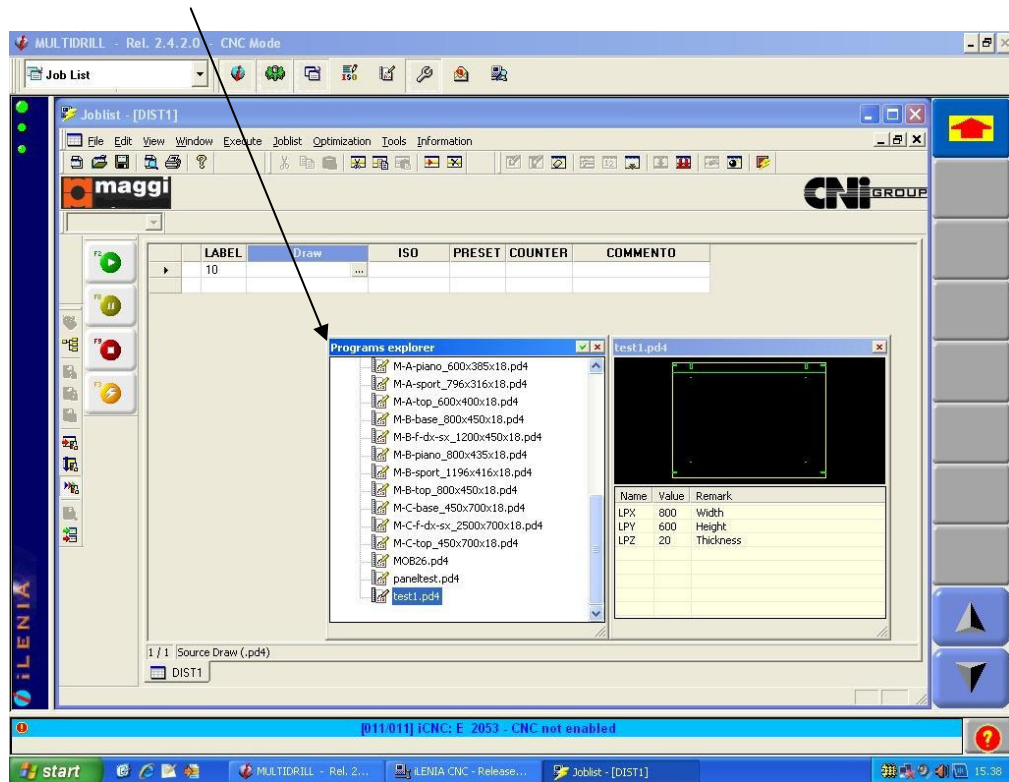 MULTIDRILL - Rel. 2.4.2.0 - CNC Mode
Job List
ISO
Joblist - [DIST1]
File Edit View Window Execute Joblist Optimization Tools Information
maggi
CNi GROUP
LABEL Draw ISO PRESET COUNTER COMMENTO
10 ...
F2
F8
F9
F3
Programs explorer
M-A-piano_600x385x18.pd4
M-A-sport_796x316x18.pd4
M-A-top_600x400x18.pd4
M-B-base_800x450x18.pd4
M-B-f-dx-sx_1200x450x18.pd4
M-B-piano_800x435x18.pd4
M-B-sport_1196x416x18.pd4
M-B-top_800x450x18.pd4
M-C-base_450x700x18.pd4
M-C-f-dx-sx_2500x700x18.pd4
M-C-top_450x700x18.pd4
MOB26.pd4
paneltest.pd4
test1.pd4
test1.pd4
Name Value Remark
LPX 800 Width
LPY 600 Height
LPZ 20 Thickness
1 / 1 Source Draw (.pd4)
DIST1
iLENIA
[011/011] iCNC: E 2053 - CNC not enabled
start
MULTIDRILL - Rel. 2...
iLENIA CNC - Release...
Joblist - [DIST1]
15.38